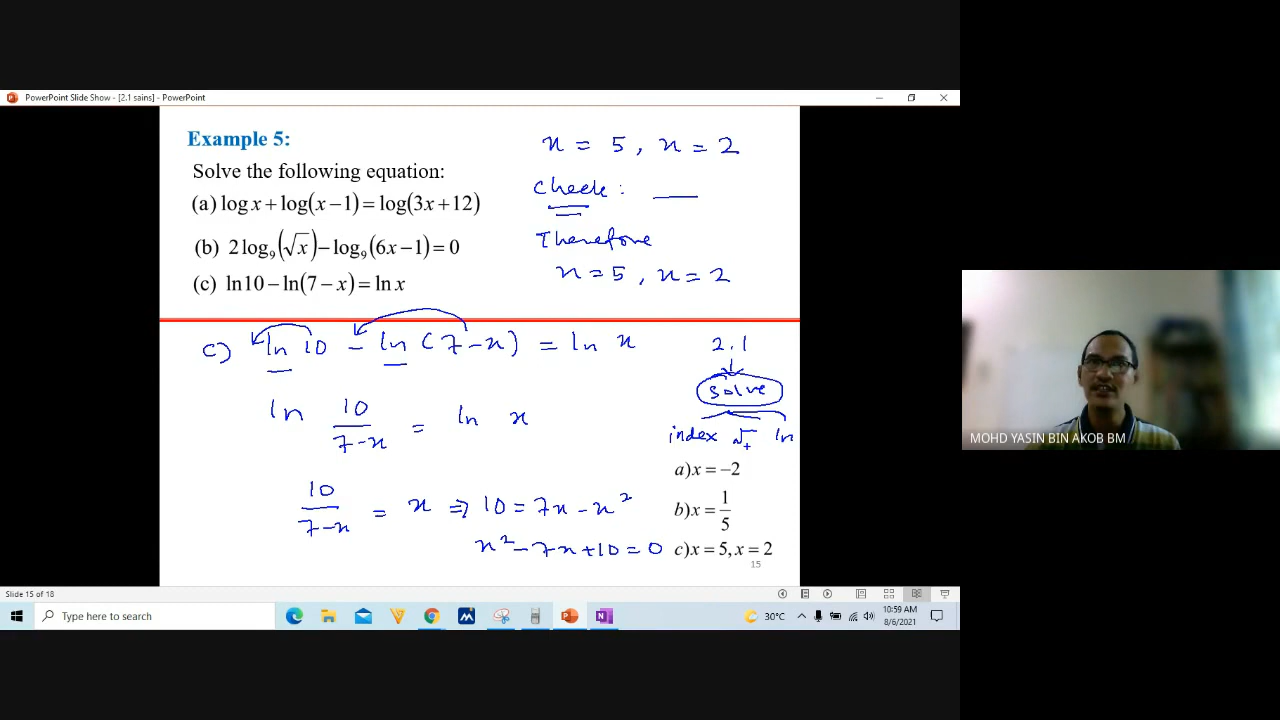 PowerPoint Slide Show - [2.1 sains] - PowerPoint
Example 5:
Solve the following equation:
(a) log x + log(x − 1) = log(3x + 12)
(b) 2 log₉(√x) − log₉(6x − 1) = 0
(c) ln 10 − ln(7 − x) = ln x
x = 5, x = 2
Check:
Therefore
x = 5, x = 2
c) ln 10 − ln (7 − x) = ln x
ln 10/(7 − x) = ln x
10/(7 − x) = x ⇒ 10 = 7x − x²
x² − 7x + 10 = 0
2.1
solve
index √ ln
a) x = −2
b) x = 1/5
c) x = 5, x = 2
15
MOHD YASIN BIN AKOB BM
Slide 15 of 18
Type here to search
30°C
10:59 AM
8/6/2021